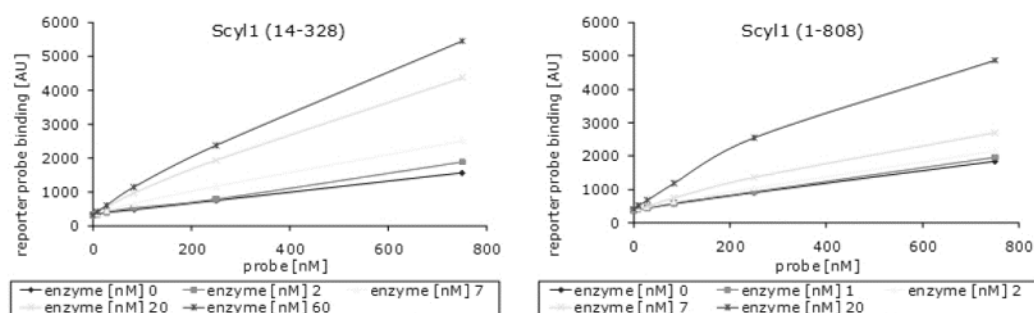 Scyl1 (14-328)
reporter probe binding [AU]
6000
5000
4000
3000
2000
1000
0
0 200 400 600 800
probe [nM]
enzyme [nM] 0 enzyme [nM] 2 enzyme [nM] 7
enzyme [nM] 20 enzyme [nM] 60
Scyl1 (1-808)
reporter probe binding [AU]
6000
5000
4000
3000
2000
1000
0
0 200 400 600 800
probe [nM]
enzyme [nM] 0 enzyme [nM] 1 enzyme [nM] 2
enzyme [nM] 7 enzyme [nM] 20